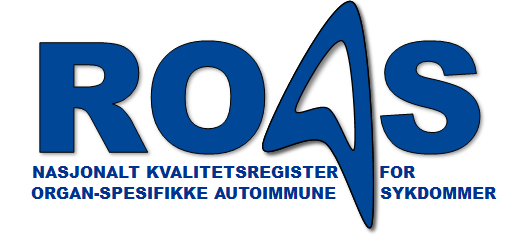 ROAS
NASJONALT KVALITETSREGISTER FOR
ORGAN-SPESIFIKKE AUTOIMMUNE SYKDOMMER